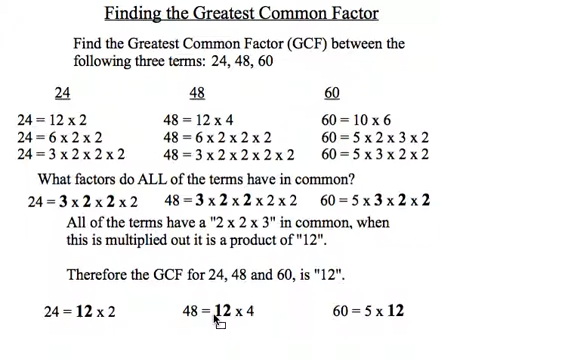 Finding the Greatest Common Factor
Find the Greatest Common Factor (GCF) between the
following three terms: 24, 48, 60
24 48 60
24 = 12 x 2 48 = 12 x 4 60 = 10 x 6
24 = 6 x 2 x 2 48 = 6 x 2 x 2 x 2 60 = 5 x 2 x 3 x 2
24 = 3 x 2 x 2 x 2 48 = 3 x 2 x 2 x 2 x 2 60 = 5 x 3 x 2 x 2
What factors do ALL of the terms have in common?
24 = 3 x 2 x 2 x 2 48 = 3 x 2 x 2 x 2 x 2 60 = 5 x 3 x 2 x 2
All of the terms have a "2 x 2 x 3" in common, when
this is multiplied out it is a product of "12".
Therefore the GCF for 24, 48 and 60, is "12".
24 = 12 x 2 48 = 12 x 4 60 = 5 x 12